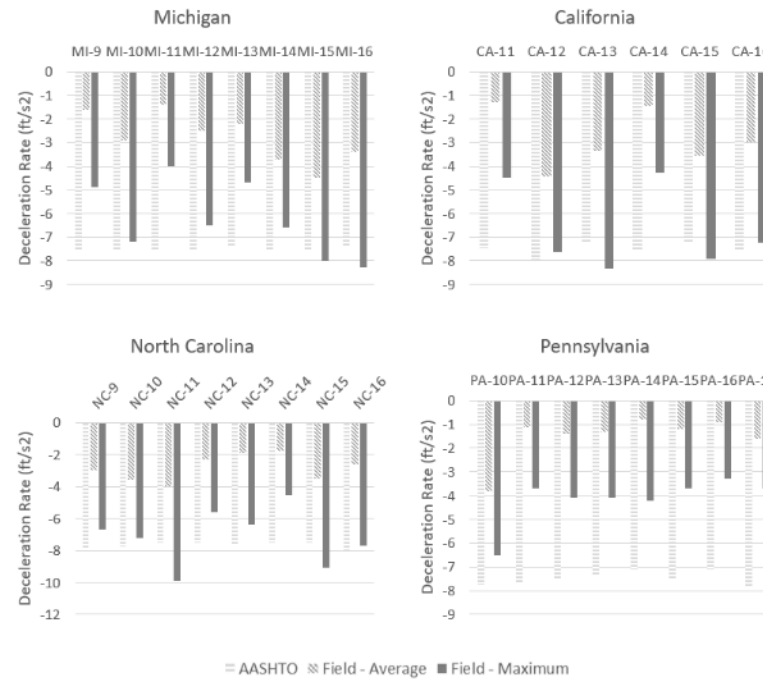 Michigan
MI-9 MI-10 MI-11 MI-12 MI-13 MI-14 MI-15 MI-16
Deceleration Rate (ft/s2)
0
-1
-2
-3
-4
-5
-6
-7
-8
-9
California
CA-11 CA-12 CA-13 CA-14 CA-15
Deceleration Rate (ft/s2)
0
-1
-2
-3
-4
-5
-6
-7
-8
-9
North Carolina
NC-9 NC-10 NC-11 NC-12 NC-13 NC-14 NC-15 NC-16
Deceleration Rate (ft/s2)
0
-2
-4
-6
-8
-10
-12
Pennsylvania
PA-10 PA-11 PA-12 PA-13 PA-14 PA-15 PA-16
Deceleration Rate (ft/s2)
0
-1
-2
-3
-4
-5
-6
-7
-8
-9
AASHTO Field - Average Field - Maximum